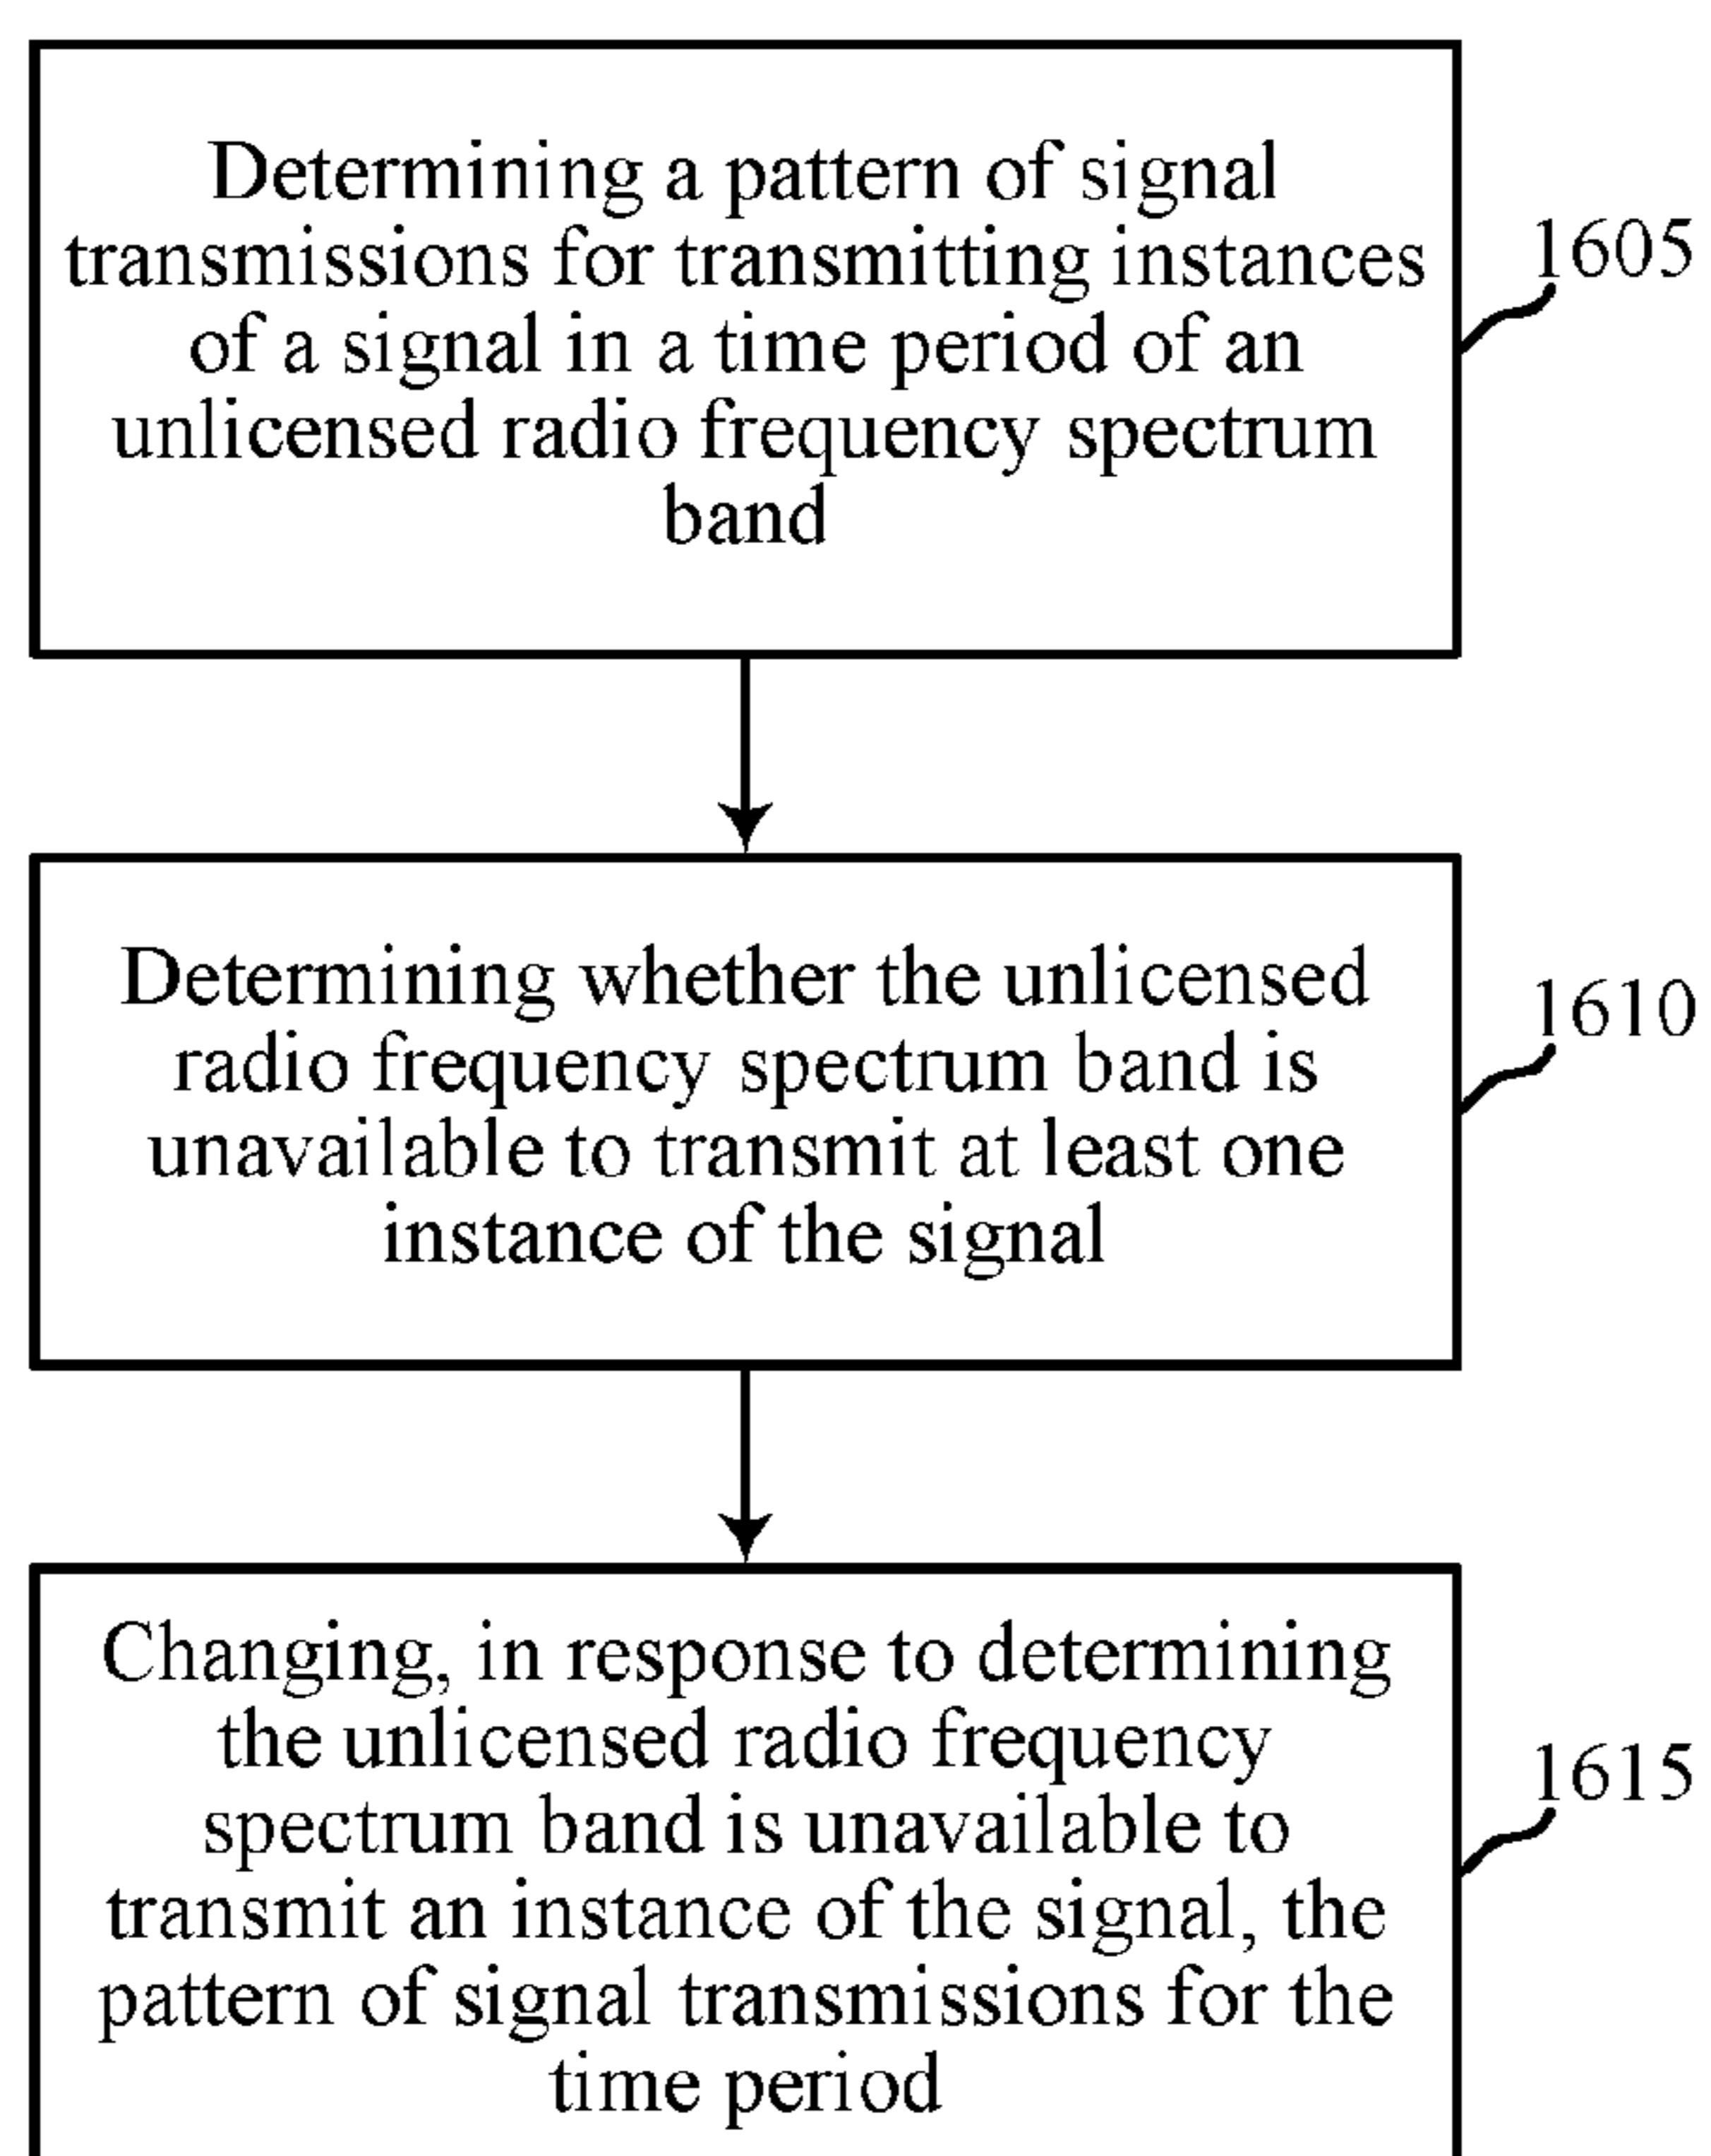 Determining a pattern of signal
transmissions for transmitting instances
of a signal in a time period of an
unlicensed radio frequency spectrum
band
1605
Determining whether the unlicensed
radio frequency spectrum band is
unavailable to transmit at least one
instance of the signal
1610
Changing, in response to determining
the unlicensed radio frequency
spectrum band is unavailable to
transmit an instance of the signal, the
pattern of signal transmissions for the
time period
1615